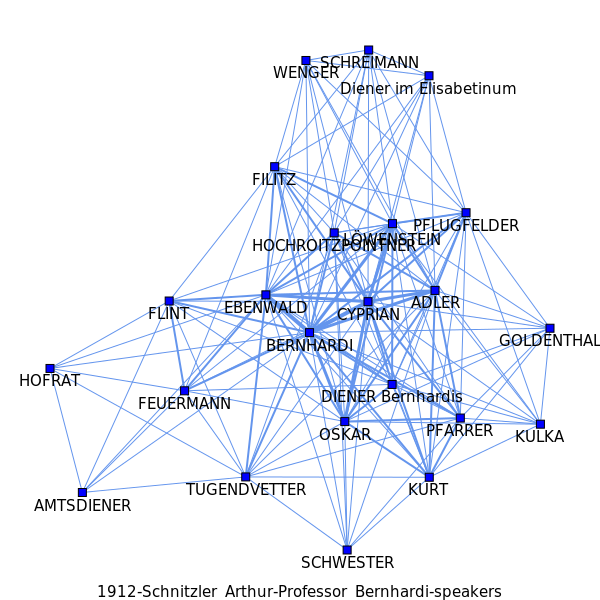 SCHREIMANN
WENGER
Diener im Elisabetinum
FILITZ
PFLUGFELDER
LÖWENSTEIN
HOCHROITZPOINTNER
ADLER
EBENWALD
FLINT
CYPRIAN
GOLDENTHAL
BERNHARDI
HOFRAT
DIENER Bernhardis
FEUERMANN
PFARRER
OSKAR
KULKA
TUGENDVETTER
KURT
AMTSDIENER
SCHWESTER
1912-Schnitzler_Arthur-Professor_Bernhardi-speakers